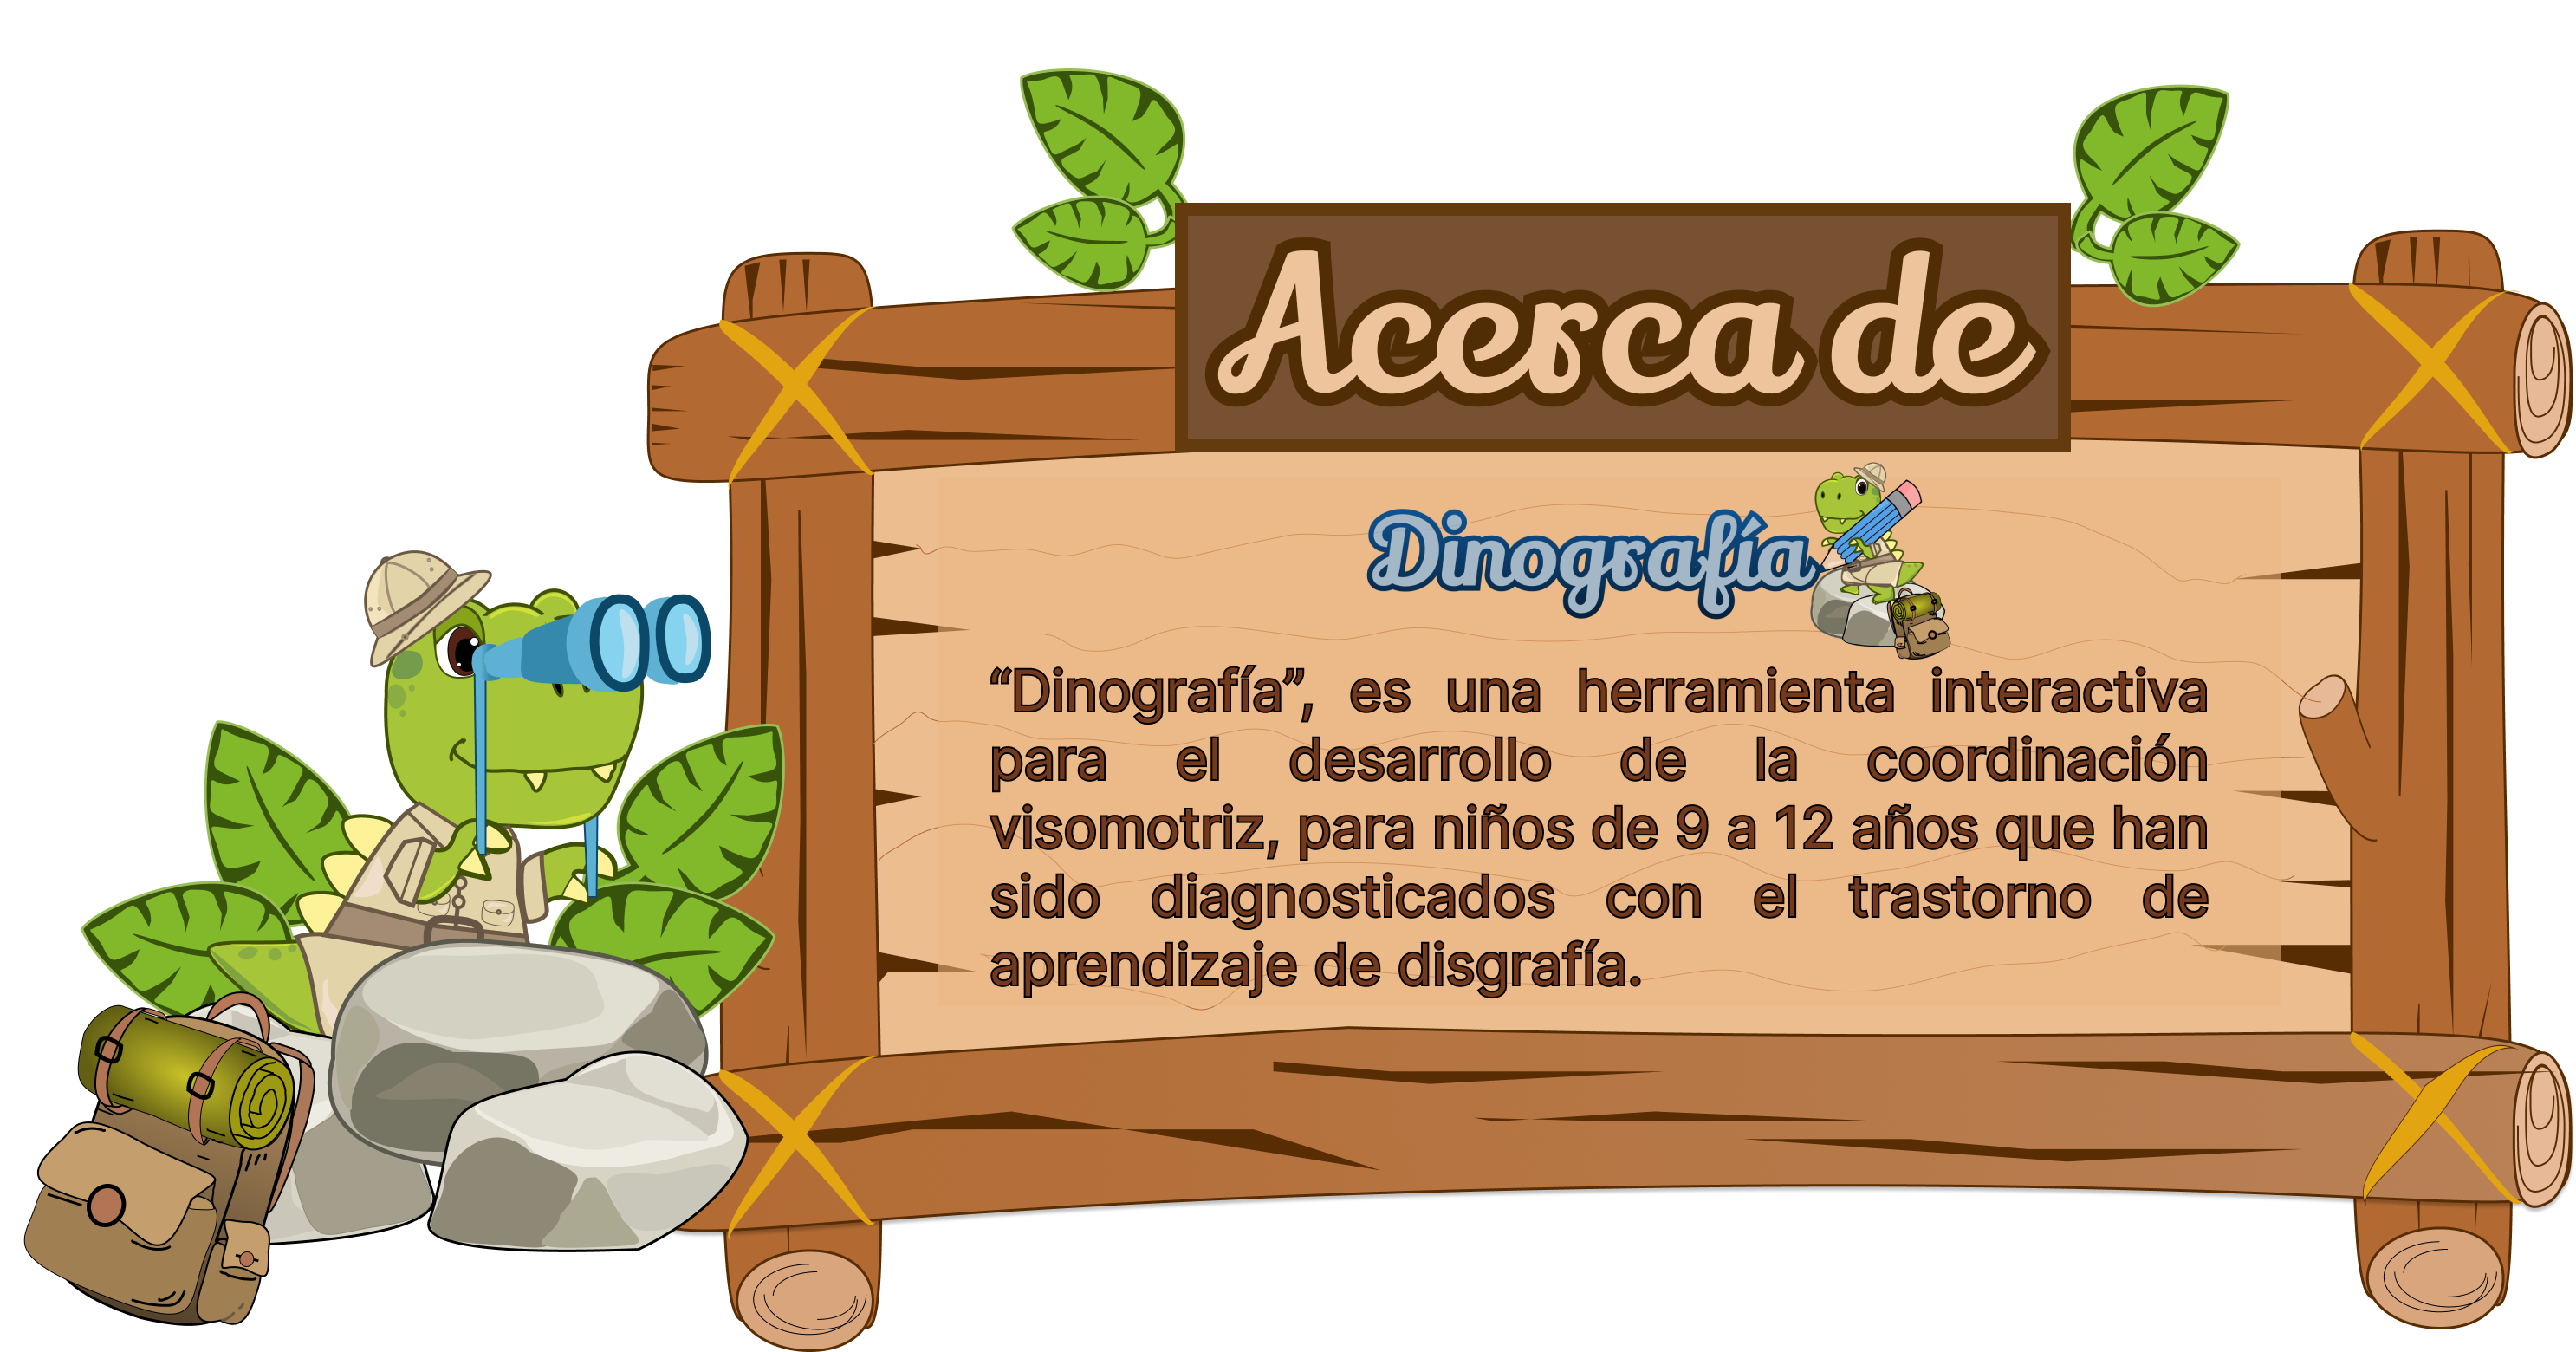 Acerca de
Dinografía
“Dinografía”, es una herramienta interactiva
para el desarrollo de la coordinación
visomotriz, para niños de 9 a 12 años que han
sido diagnosticados con el trastorno de
aprendizaje de disgrafía.